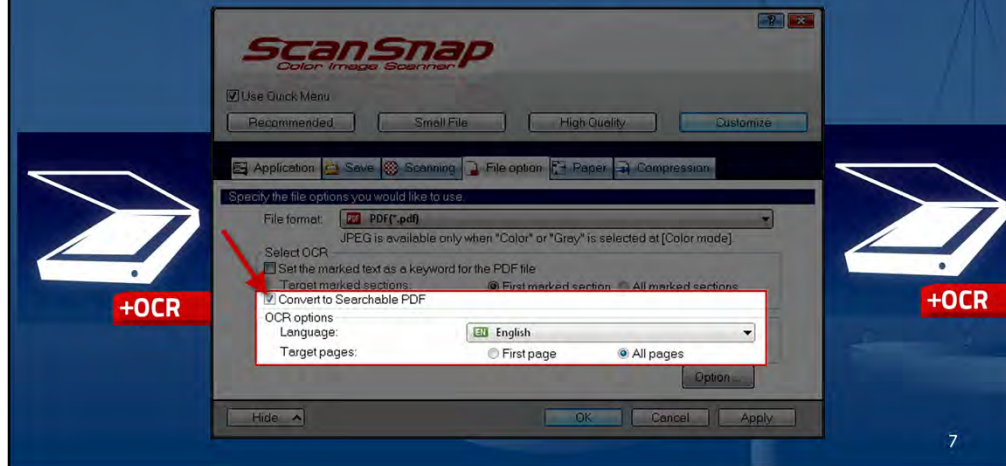 ScanSnap
Color Image Scanner
Use Quick Menu
Recommended Small File High Quality Customize
Application Save Scanning File option Paper Compression
Specify the file options you would like to use.
File format: PDF PDF(*.pdf)
JPEG is available only when "Color" or "Gray" is selected at [Color mode].
Select OCR
Set the marked text as a keyword for the PDF file
Target marked sections: First marked section All marked sections
Convert to Searchable PDF
OCR options
Language: EN English
Target pages: First page All pages
Option...
Hide OK Cancel Apply
+OCR
+OCR
7